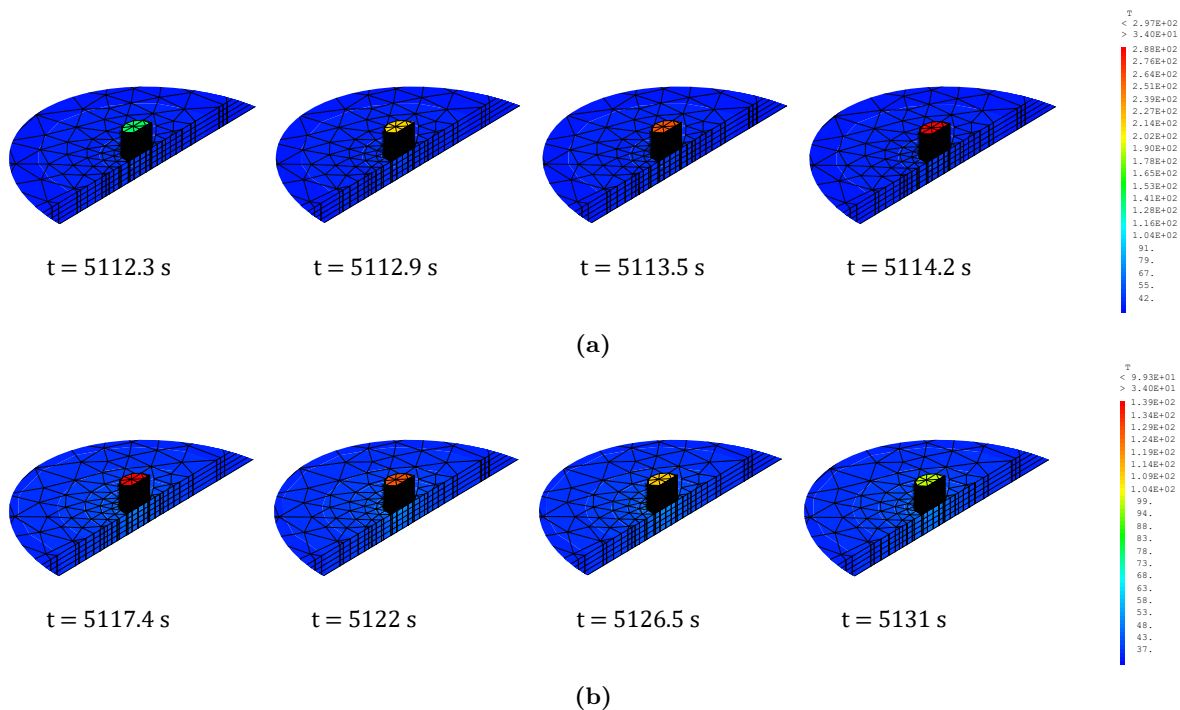 T
< 2.97E+02
> 3.40E+01
2.88E+02
2.76E+02
2.64E+02
2.51E+02
2.39E+02
2.27E+02
2.14E+02
2.02E+02
1.90E+02
1.78E+02
1.65E+02
1.53E+02
1.41E+02
1.28E+02
1.16E+02
1.04E+02
91.
79.
67.
55.
42.
t = 5112.3 s
t = 5112.9 s
t = 5113.5 s
t = 5114.2 s
(a)
T
< 9.93E+01
> 3.40E+01
1.39E+02
1.34E+02
1.29E+02
1.24E+02
1.19E+02
1.14E+02
1.09E+02
1.04E+02
99.
94.
88.
83.
78.
73.
68.
63.
58.
53.
48.
43.
37.
t = 5117.4 s
t = 5122 s
t = 5126.5 s
t = 5131 s
(b)